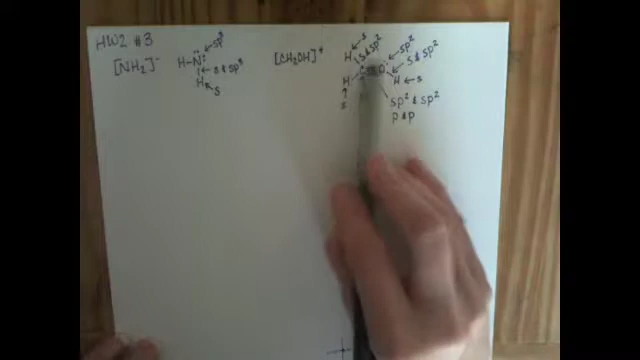 HW2 #3
[NH2]⁻
H-N: ← sp³
← s & sp³
H ← s
[CH2OH]⁺
H ← s
s & sp²
← sp²
← s & sp²
H
H ← s
s
sp² & sp²
p & p